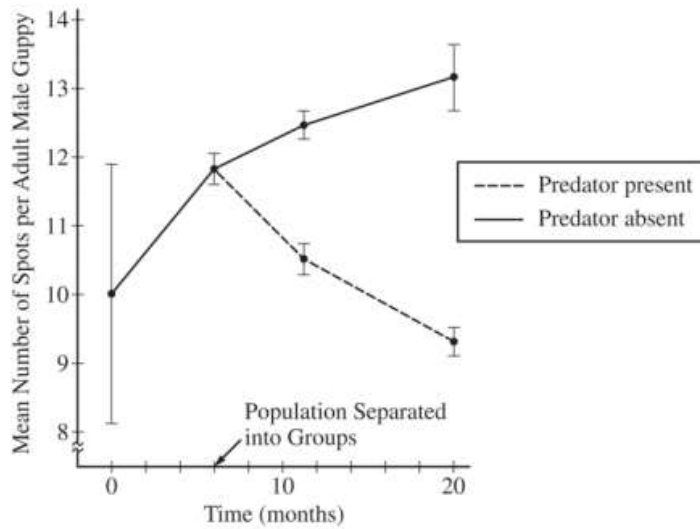 Mean Number of Spots per Adult Male Guppy
14
13
12
11
10
9
8
Predator present
Predator absent
Population Separated
into Groups
0
10
20
Time (months)